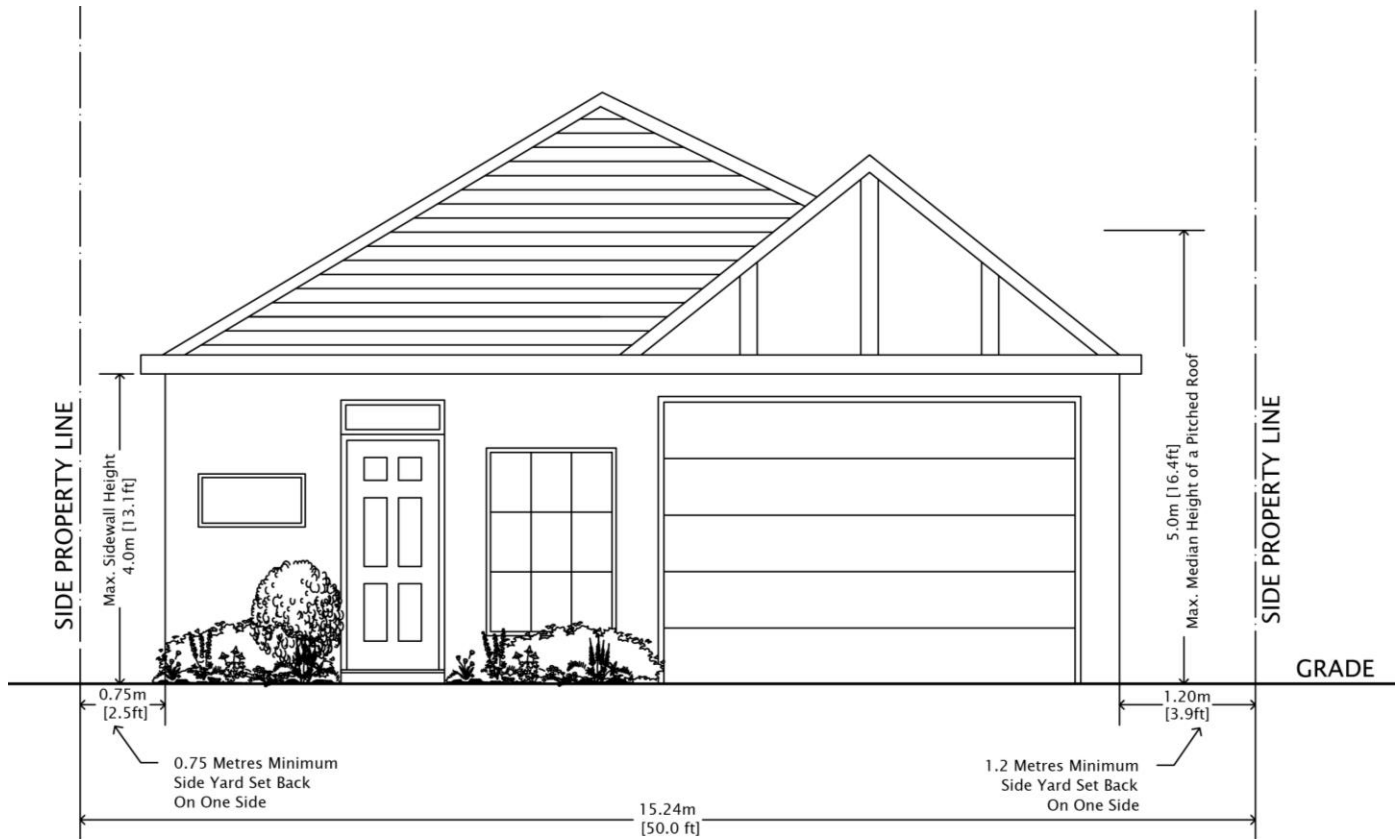 SIDE PROPERTY LINE
Max. Sidewall Height
4.0m [13.1ft]
5.0m [16.4ft]
Max. Median Height of a Pitched Roof
SIDE PROPERTY LINE
GRADE
0.75m
[2.5ft]
1.20m
[3.9ft]
0.75 Metres Minimum
Side Yard Set Back
On One Side
1.2 Metres Minimum
Side Yard Set Back
On One Side
15.24m
[50.0 ft]